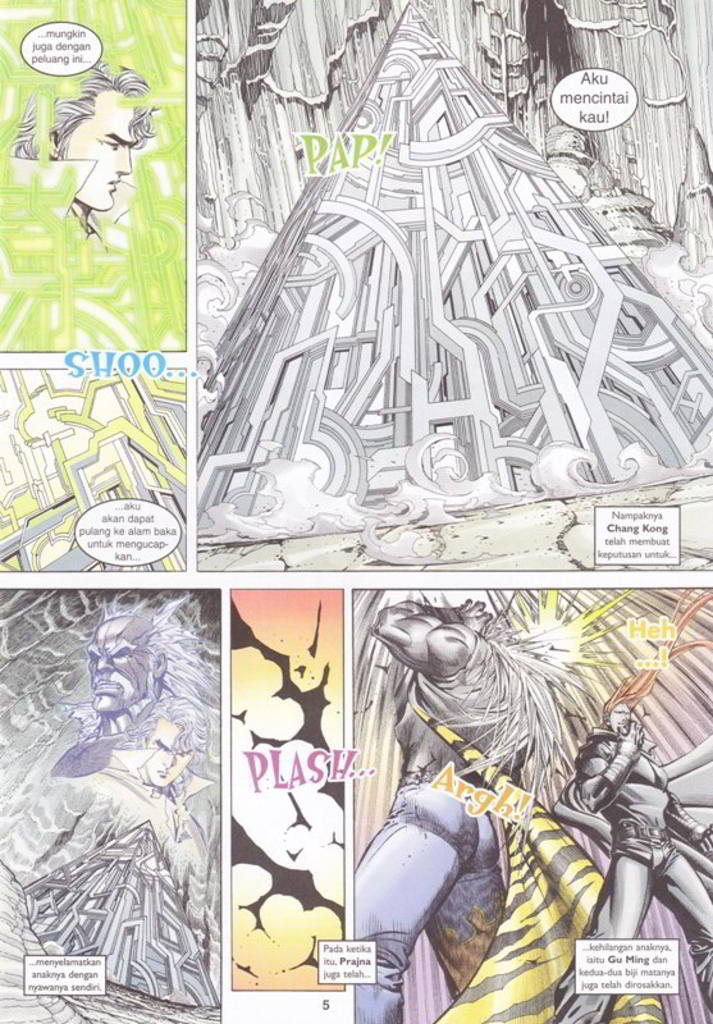 ...mungkin
juga dengan
peluang ini...
SHOO...
...aku
akan dapat
pulang ke alam baka
untuk mengucap-
kan...
PAP!
Aku
mencintai
kau!
Nampaknya
Chang Kong
telah membuat
keputusan untuk...
...menyelamatkan
anaknya dengan
nyawanya sendiri.
PLASH...
Pada ketika
itu, Prajna
juga telah...
Argh!!
Heh
...!
...kehilangan anaknya,
iaitu Gu Ming dan
kedua-dua biji matanya
telah dirosakkan.
5